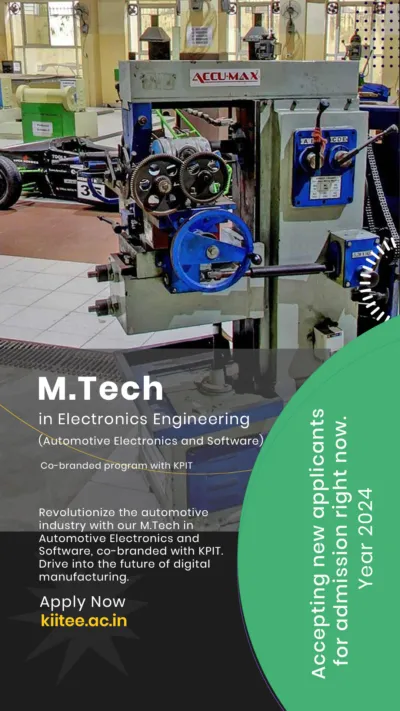 ACCU-MAX
M.Tech
in Electronics Engineering
(Automotive Electronics and Software)
Co-branded program with KPIT
Revolutionize the automotive
industry with our M.Tech in
Automotive Electronics and
Software, co-branded with KPIT.
Drive into the future of digital
manufacturing.
Apply Now
kiitee.ac.in
Accepting new applicants
for admission right now.
Year 2024